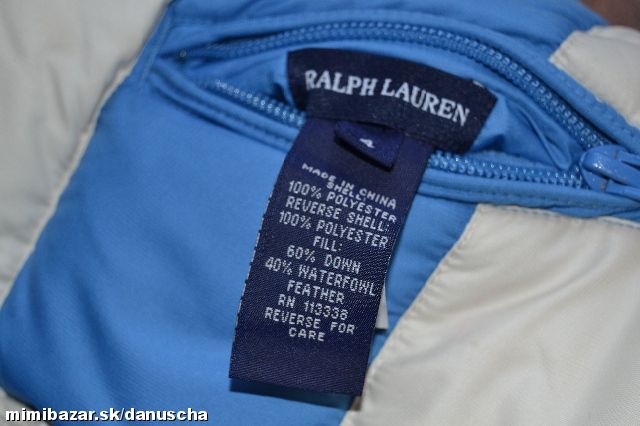 RALPH LAUREN
4
MADE IN CHINA
SHELL:
100% POLYESTER
REVERSE SHELL:
100% POLYESTER
FILL:
60% DOWN
40% WATERFOWL
FEATHER
RN 113338
REVERSE FOR
CARE
mimibazar.sk/danuscha